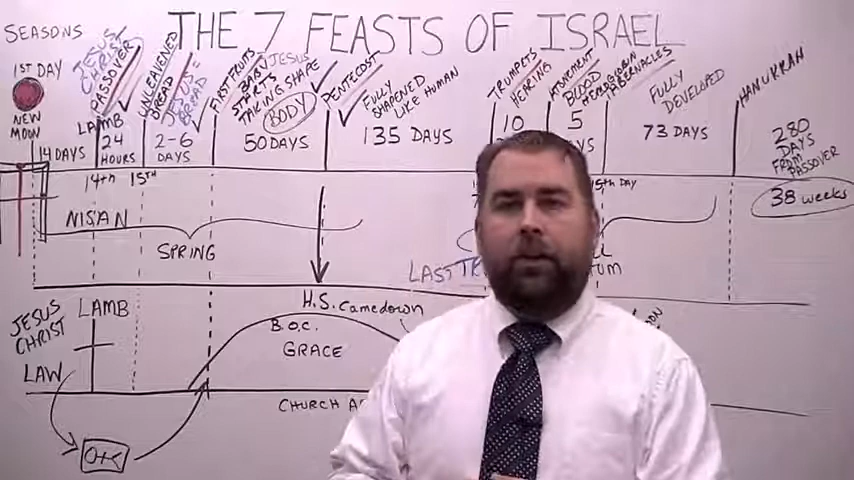 THE 7 FEASTS OF ISRAEL
SEASONS
1ST DAY
NEW
MOON
14 DAYS
JESUS
CHRIST
PASSOVER
LAMB
24
HOURS
UNLEAVENED
BREAD
JESUS=
BREAD
2-6
DAYS
FIRST FRUITS
BABY JESUS
STARTS
TAKING SHAPE
BODY
50 DAYS
PENTECOST
FULLY
SHAPENED
LIKE HUMAN
135 DAYS
TRUMPETS
HEARING
10
ATONEMENT
BLOOD
5
YS
TABERNACLES
FULLY
DEVELOPED
73 DAYS
HANUKKAH
280
DAYS
FROM
PASSOVER
38 weeks
14th
15TH
15th DAY
NISAN
SPRING
LAST TR
UM
H.S. Camedown
JESUS
CHRIST
LAMB
LAW
B.O.C.
GRACE
CHURCH A